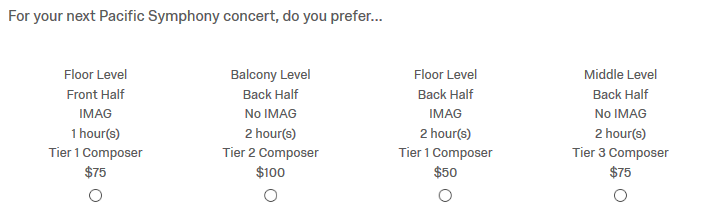 For your next Pacific Symphony concert, do you prefer...
Floor Level
Front Half
IMAG
1 hour(s)
Tier 1 Composer
$75
Balcony Level
Back Half
No IMAG
2 hour(s)
Tier 2 Composer
$100
Floor Level
Back Half
IMAG
2 hour(s)
Tier 1 Composer
$50
Middle Level
Back Half
No IMAG
2 hour(s)
Tier 3 Composer
$75